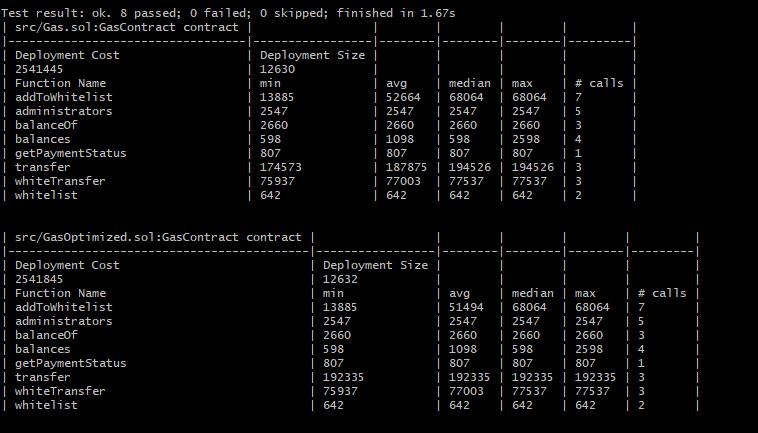 Test result: ok. 8 passed; 0 failed; 0 skipped; finished in 1.67s
| src/Gas.sol:GasContract contract |                 |        |        |        |         |
|----------------------------------|-----------------|--------|--------|--------|---------|
| Deployment Cost                  | Deployment Size |        |        |        |         |
| 2541445                          | 12630           |        |        |        |         |
| Function Name                    | min             | avg    | median | max    | # calls |
| addToWhitelist                   | 13885           | 52664  | 68064  | 68064  | 7       |
| administrators                   | 2547            | 2547   | 2547   | 2547   | 5       |
| balanceOf                        | 2660            | 2660   | 2660   | 2660   | 3       |
| balances                         | 598             | 1098   | 598    | 2598   | 4       |
| getPaymentStatus                 | 807             | 807    | 807    | 807    | 1       |
| transfer                         | 174573          | 187875 | 194526 | 194526 | 3       |
| whiteTransfer                    | 75937           | 77003  | 77537  | 77537  | 3       |
| whitelist                        | 642             | 642    | 642    | 642    | 2       |
| src/GasOptimized.sol:GasContract contract |                 |        |        |        |         |
|-------------------------------------------|-----------------|--------|--------|--------|---------|
| Deployment Cost                           | Deployment Size |        |        |        |         |
| 2541845                                   | 12632           |        |        |        |         |
| Function Name                             | min             | avg    | median | max    | # calls |
| addToWhitelist                            | 13885           | 51494  | 68064  | 68064  | 7       |
| administrators                            | 2547            | 2547   | 2547   | 2547   | 5       |
| balanceOf                                 | 2660            | 2660   | 2660   | 2660   | 3       |
| balances                                  | 598             | 1098   | 598    | 2598   | 4       |
| getPaymentStatus                          | 807             | 807    | 807    | 807    | 1       |
| transfer                                  | 192335          | 192335 | 192335 | 192335 | 3       |
| whiteTransfer                             | 75937           | 77003  | 77537  | 77537  | 3       |
| whitelist                                 | 642             | 642    | 642    | 642    | 2       |